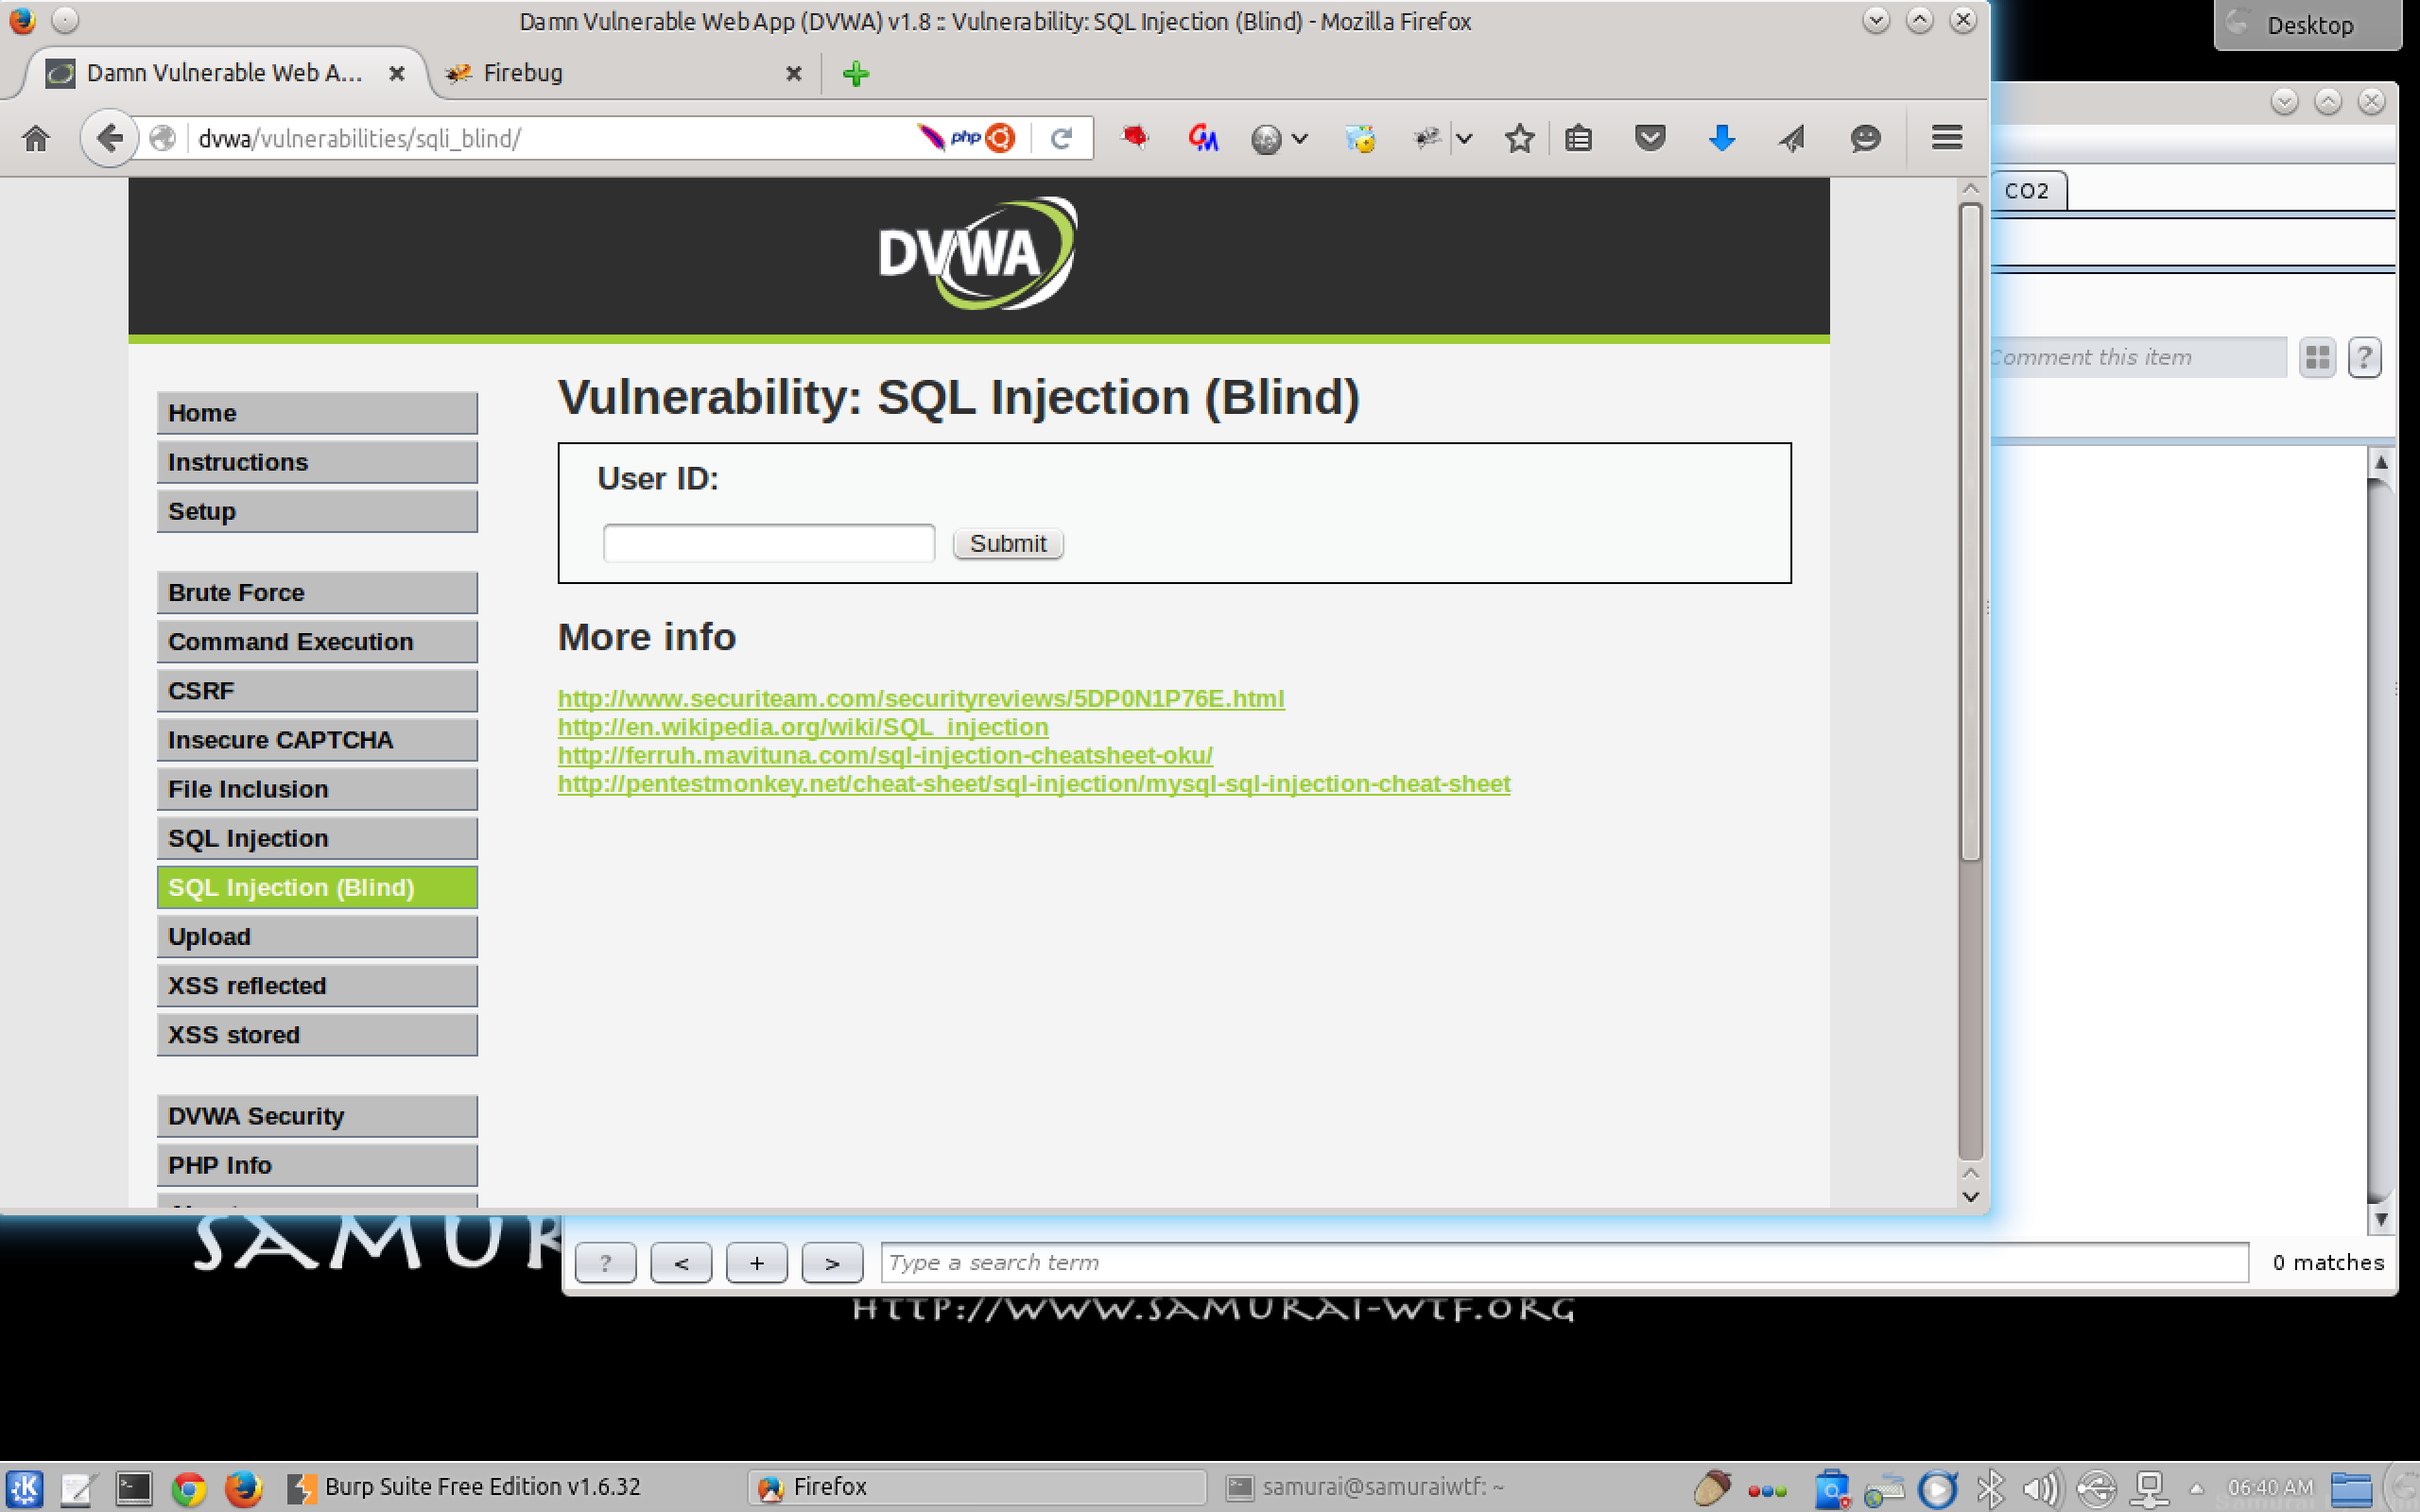 Damn Vulnerable Web App (DVWA) v1.8 :: Vulnerability: SQL Injection (Blind) - Mozilla Firefox
Desktop
Damn Vulnerable Web A...
Firebug
dvwa/vulnerabilities/sqli_blind/
php
CO2
DVWA
Comment this item
?
Home
Instructions
Setup
Brute Force
Command Execution
CSRF
Insecure CAPTCHA
File Inclusion
SQL Injection
SQL Injection (Blind)
Upload
XSS reflected
XSS stored
DVWA Security
PHP Info
Vulnerability: SQL Injection (Blind)
User ID:
Submit
More info
http://www.securiteam.com/securityreviews/5DP0N1P76E.html
http://en.wikipedia.org/wiki/SQL_injection
http://ferruh.mavituna.com/sql-injection-cheatsheet-oku/
http://pentestmonkey.net/cheat-sheet/sql-injection/mysql-sql-injection-cheat-sheet
SAMUR
? < + > Type a search term 0 matches
HTTP://WWW.SAMURAI-WTF.ORG
Burp Suite Free Edition v1.6.32
Firefox
samurai@samuraiwtf: ~
06:40 AM